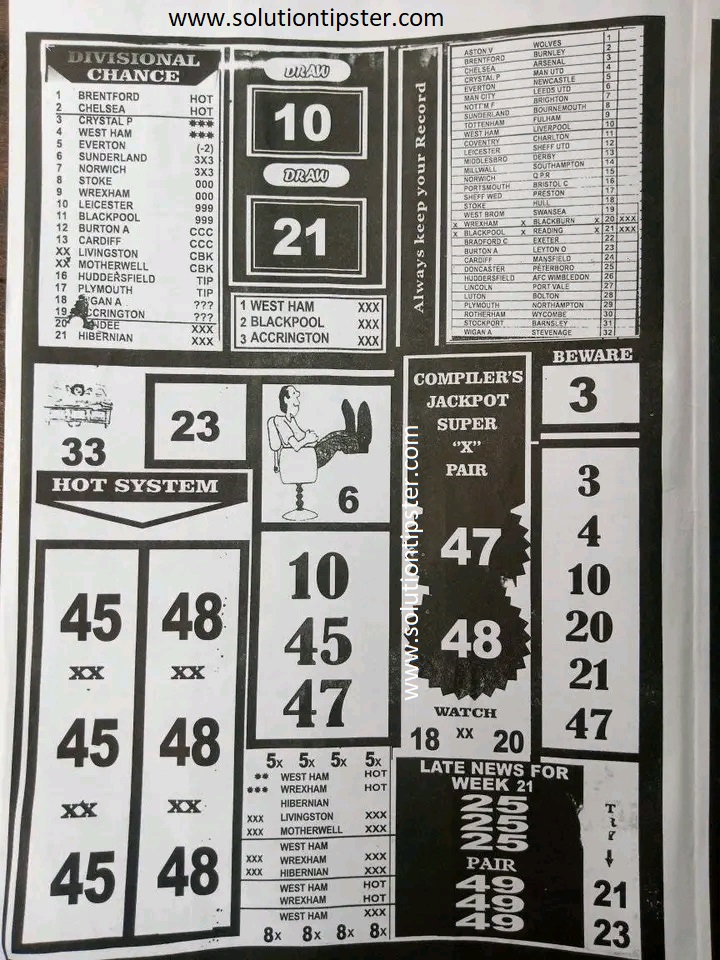 www.solutiontipster.com
DIVISIONAL
CHANCE
1 BRENTFORD HOT
2 CHELSEA HOT
3 CRYSTAL P ***
4 WEST HAM ***
5 EVERTON (-2)
6 SUNDERLAND 3X3
7 NORWICH 3X3
8 STOKE 000
9 WREXHAM 000
10 LEICESTER 999
11 BLACKPOOL 999
12 BURTON A CCC
13 CARDIFF CCC
XX LIVINGSTON CBK
XX MOTHERWELL CBK
16 HUDDERSFIELD TIP
17 PLYMOUTH TIP
18 IGAN A ???
19 CCRINGTON ???
20 NDEE XXX
21 HIBERNIAN XXX
DRAW
10
DRAW
21
1 WEST HAM XXX
2 BLACKPOOL XXX
3 ACCRINGTON XXX
Always keep your Record
ASTON V WOLVES 1
BRENTFORD BURNLEY 2
CHELSEA ARSENAL 3
CRYSTAL P MAN UTD 4
EVERTON NEWCASTLE 5
MAN CITY LEEDS UTD 6
NOTT'M F BRIGHTON 7
SUNDERLAND BOURNEMOUTH 8
TOTTENHAM FULHAM 9
WEST HAM LIVERPOOL 10
COVENTRY CHARLTON 11
LEICESTER SHEFF UTD 12
MIDDLESBRO DERBY 13
MILLWALL SOUTHAMPTON 14
NORWICH Q P R 15
PORTSMOUTH BRISTOL C 16
SHEFF WED PRESTON 17
STOKE HULL 18
WEST BROM SWANSEA 19
X WREXHAM X BLACKBURN X 20 XXX
X BLACKPOOL X READING X 21 XXX
BRADFORD C EXETER 22
BURTON A LEYTON O 23
CARDIFF MANSFIELD 24
DONCASTER PETERBORO 25
HUDDERSFIELD AFC WIMBLEDON 26
LINCOLN PORT VALE 27
LUTON BOLTON 28
PLYMOUTH NORTHAMPTON 29
ROTHERHAM WYCOMBE 30
STOCKPORT BARNSLEY 31
WIGAN A STEVENAGE 32
33
23
6
COMPILER'S
JACKPOT
SUPER
"X"
PAIR
47
48
WATCH
18 XX 20
BEWARE
3
3
4
10
20
21
47
HOT SYSTEM
45 48
XX XX
45 48
XX XX
45 48
10
45
47
www.solutiontipster.com
5x 5x 5x 5x
** WEST HAM HOT
*** WREXHAM HOT
HIBERNIAN
XXX LIVINGSTON XXX
XXX MOTHERWELL XXX
WEST HAM
XXX WREXHAM XXX
XXX HIBERNIAN XXX
WEST HAM HOT
WREXHAM HOT
WEST HAM XXX
8x 8x 8x 8x
LATE NEWS FOR
WEEK 21
25
25
25
PAIR
49
49
49
21
23